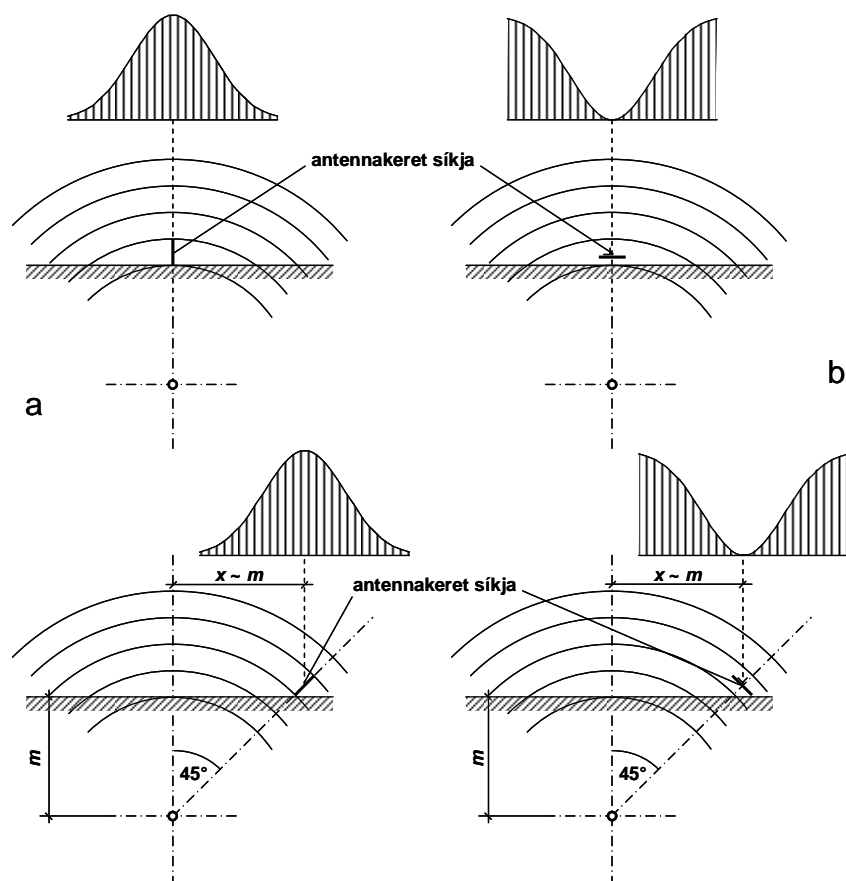 antennakeret síkja
b
a
x ~ m
x ~ m
antennakeret síkja
m
45°
m
45°